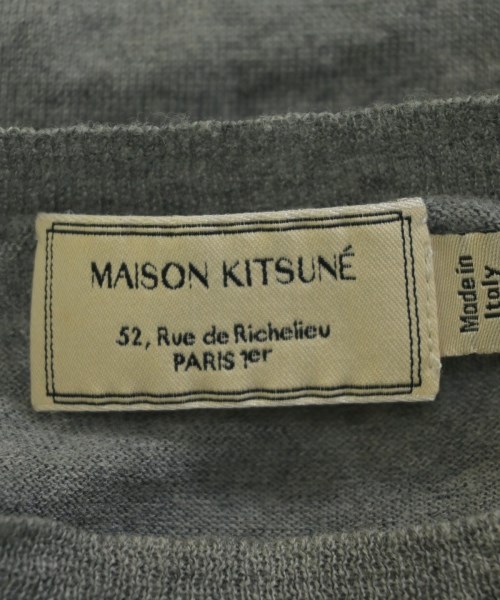 MAISON KITSUNÉ
52, Rue de Richelieu
PARIS 1er
Made in
Italy